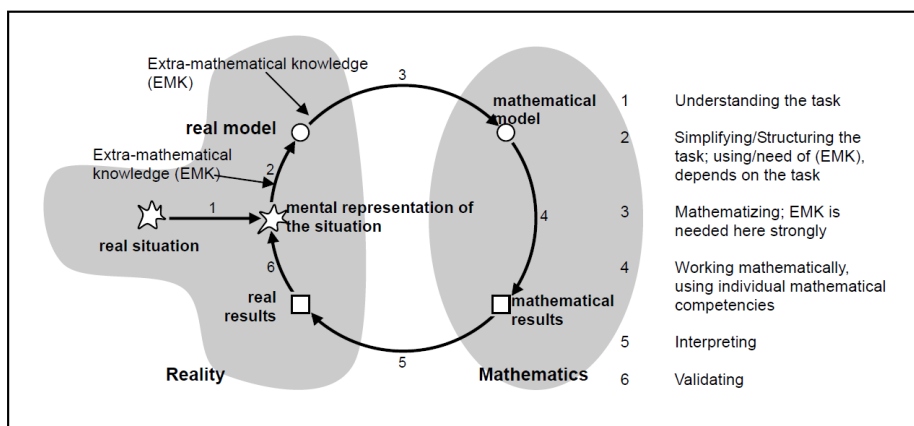 Extra-mathematical knowledge
(EMK)
3
real model
mathematical
model
Extra-mathematical
knowledge (EMK)
2
1
real situation
mental representation of
the situation
4
6
real
results
mathematical
results
5
Reality
Mathematics
1 Understanding the task
2 Simplifying/Structuring the
task; using/need of (EMK),
depends on the task
3 Mathematizing; EMK is
needed here strongly
4 Working mathematically,
using individual mathematical
competencies
5 Interpreting
6 Validating